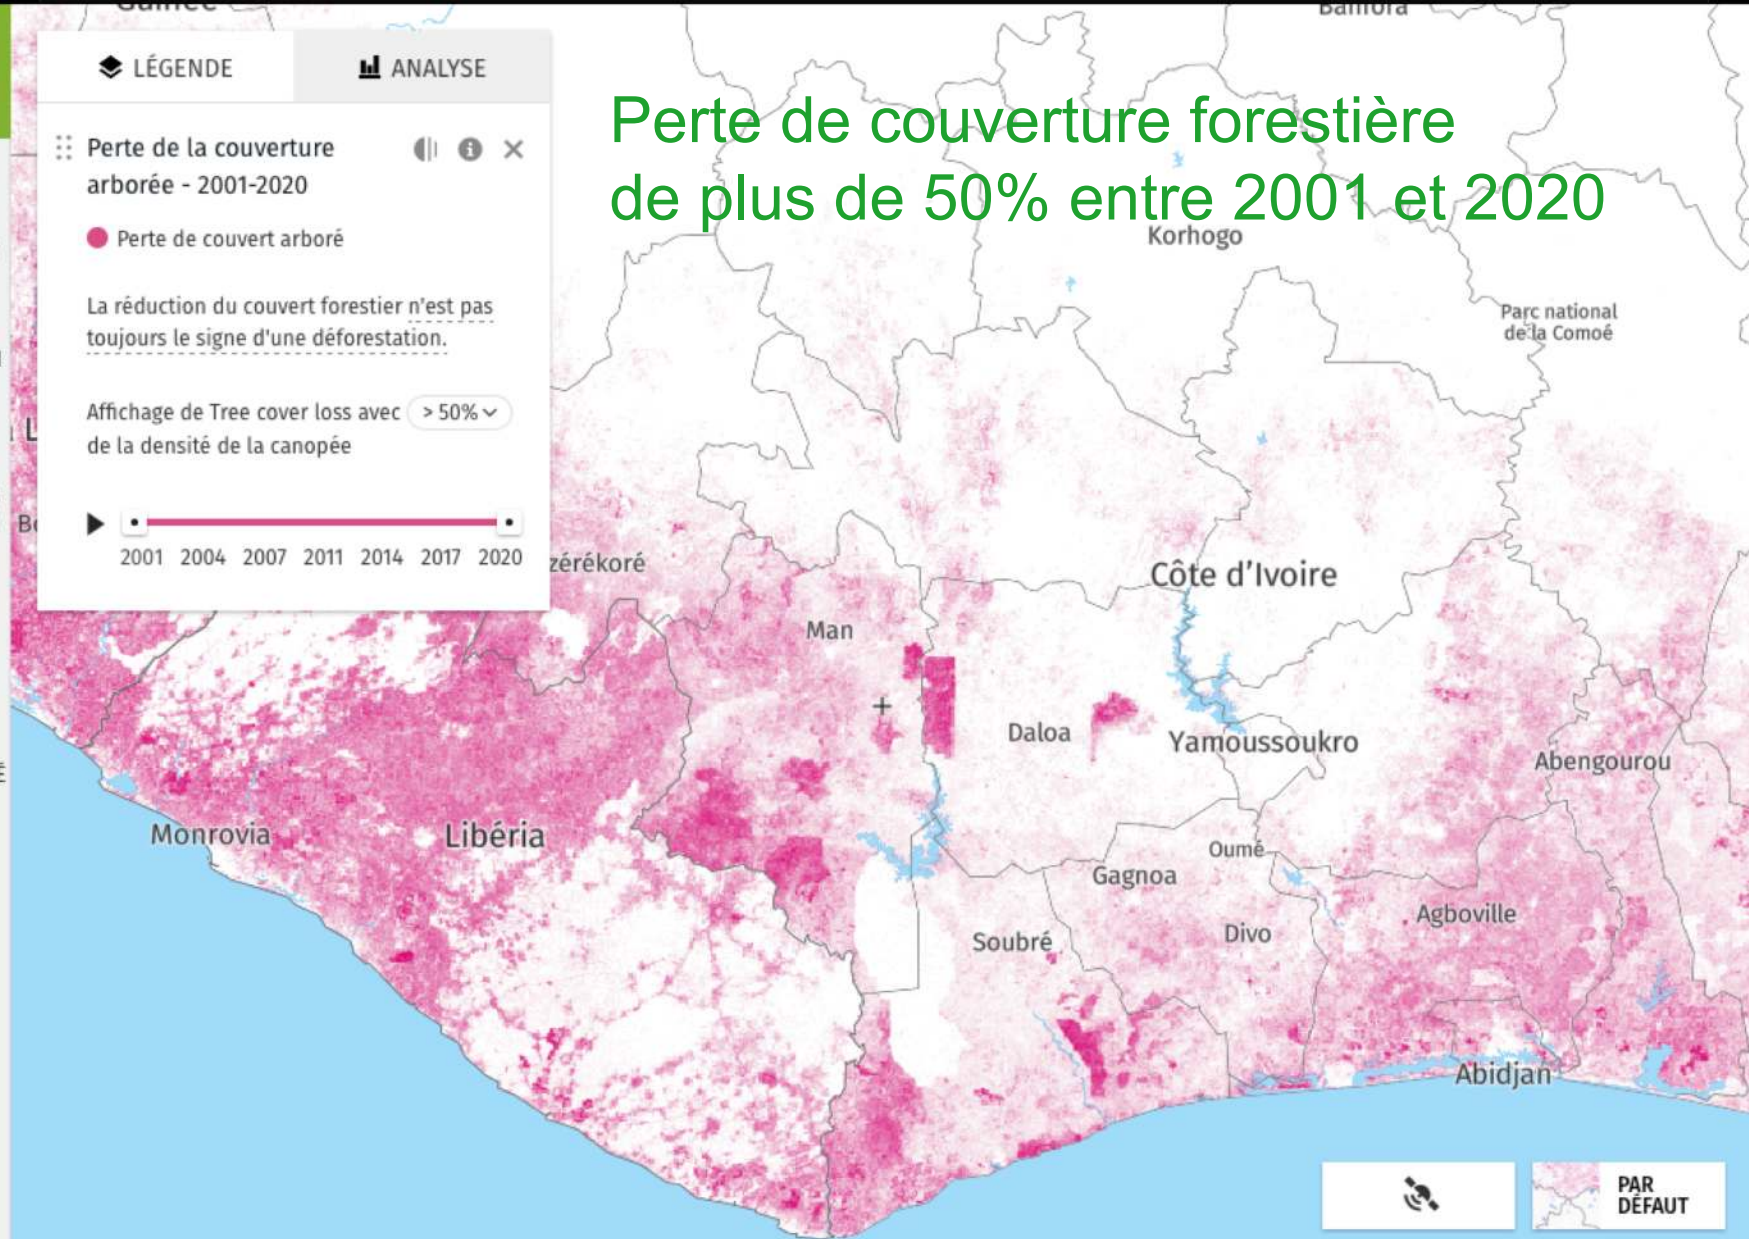 LÉGENDE
ANALYSE
Perte de la couverture
arborée - 2001-2020
Perte de couvert arboré
La réduction du couvert forestier n'est pas
toujours le signe d'une déforestation.
Affichage de Tree cover loss avec > 50%
de la densité de la canopée
2001 2004 2007 2011 2014 2017 2020
Perte de couverture forestière
de plus de 50% entre 2001 et 2020
Korhogo
Parc national
de la Comoé
zérékoré
Côte d'Ivoire
Man
Daloa
Yamoussoukro
Abengourou
Monrovia
Libéria
Oumé
Gagnoa
Agboville
Soubré
Divo
Abidjan
PAR
DÉFAUT